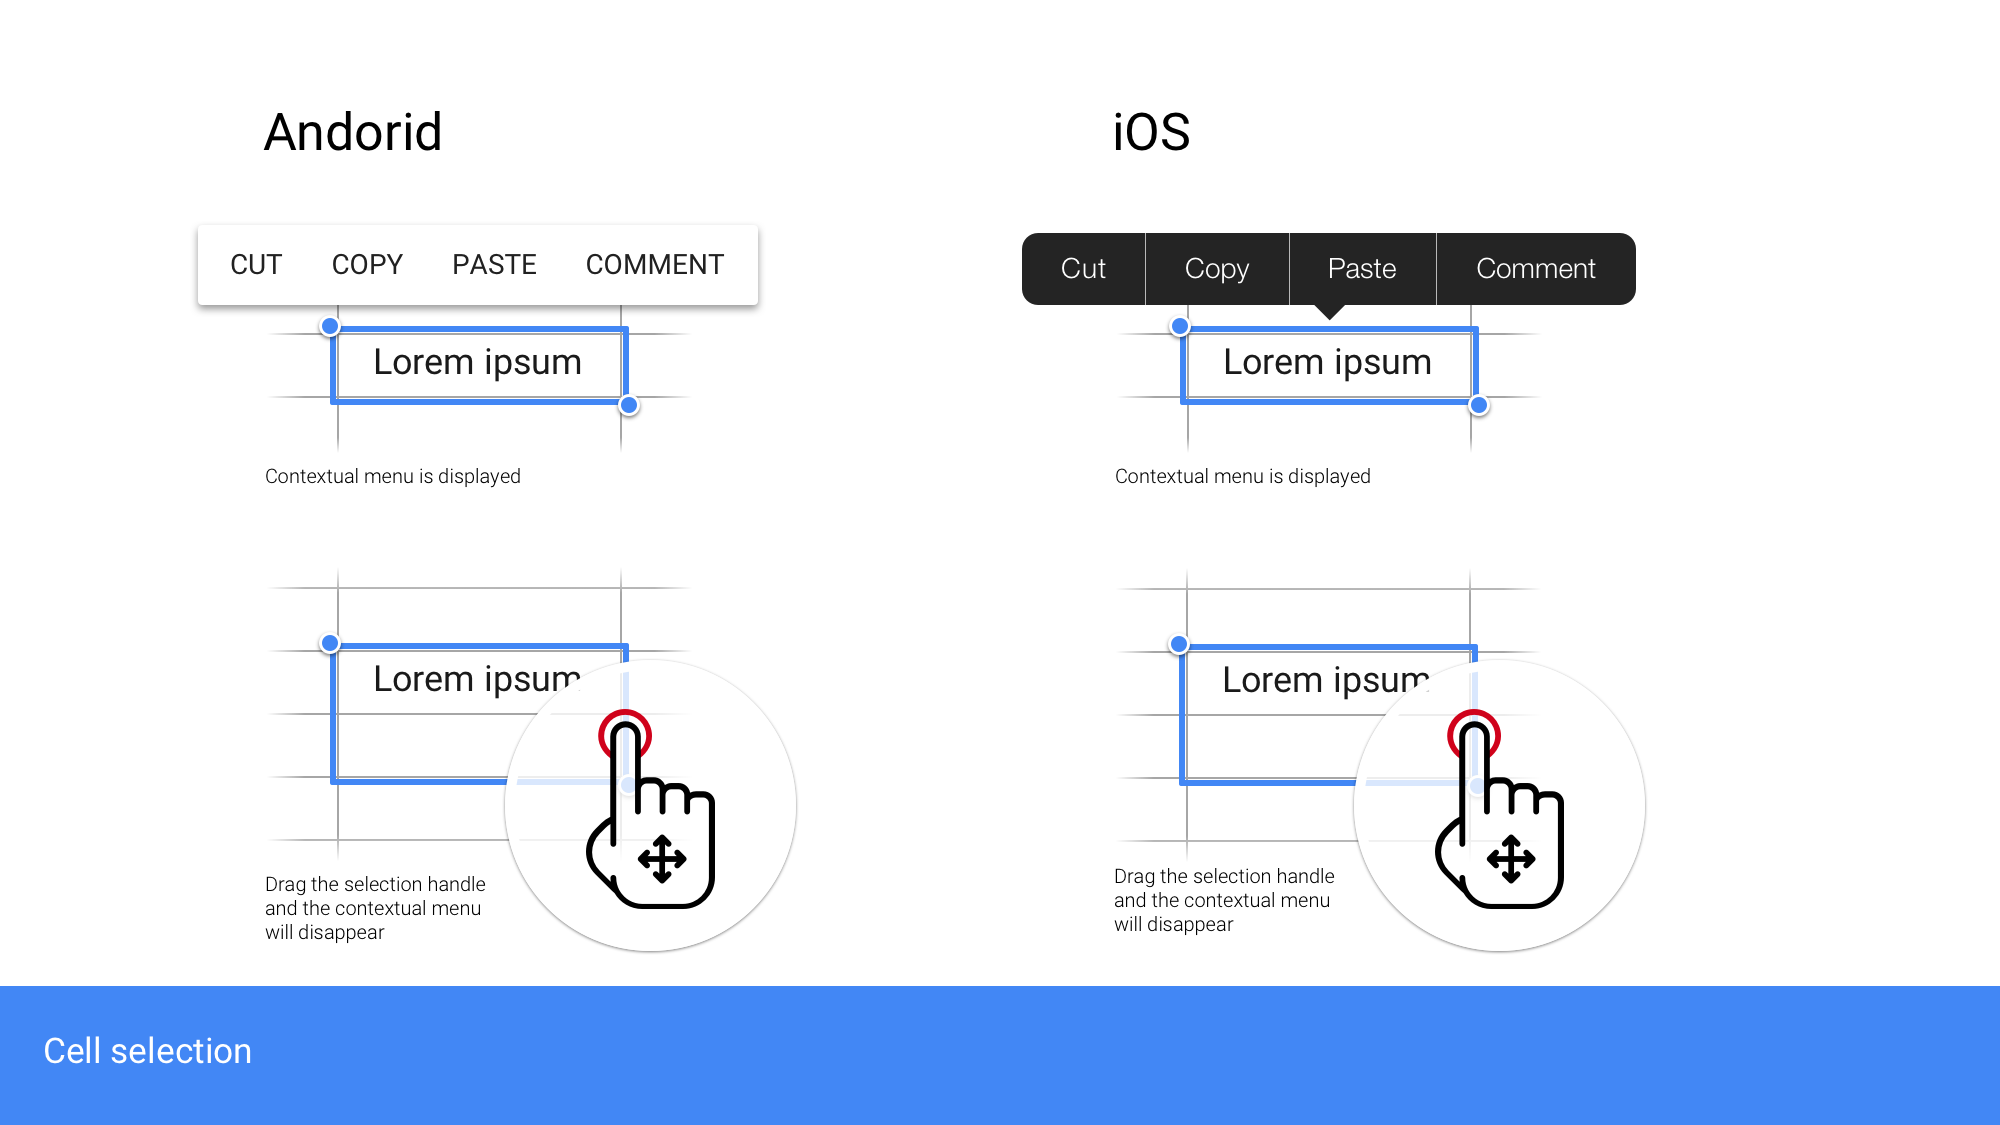 Andorid
CUT COPY PASTE COMMENT
Lorem ipsum
Contextual menu is displayed
Lorem ipsum
Drag the selection handle
and the contextual menu
will disappear
iOS
Cut Copy Paste Comment
Lorem ipsum
Contextual menu is displayed
Lorem ipsum
Drag the selection handle
and the contextual menu
will disappear
Cell selection